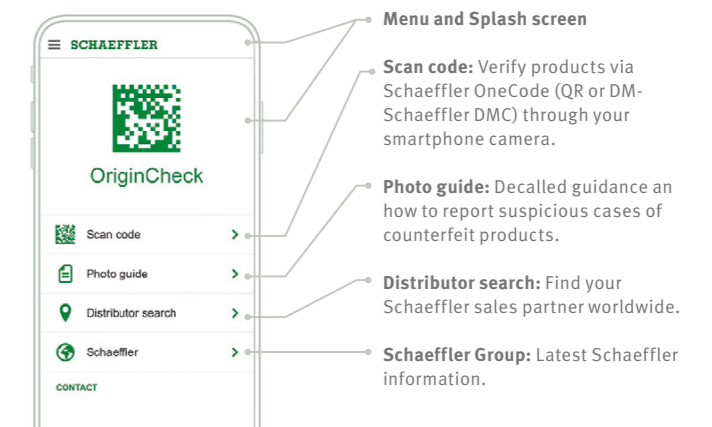 SCHAEFFLER
OriginCheck
Scan code
Photo guide
Distributor search
Schaeffler
CONTACT
Menu and Splash screen
Scan code: Verify products via
Schaeffler OneCode (QR or DM-
Schaeffler DMC) through your
smartphone camera.
Photo guide: Decalled guidance an
how to report suspicious cases of
counterfeit products.
Distributor search: Find your
Schaeffler sales partner worldwide.
Schaeffler Group: Latest Schaeffler
information.